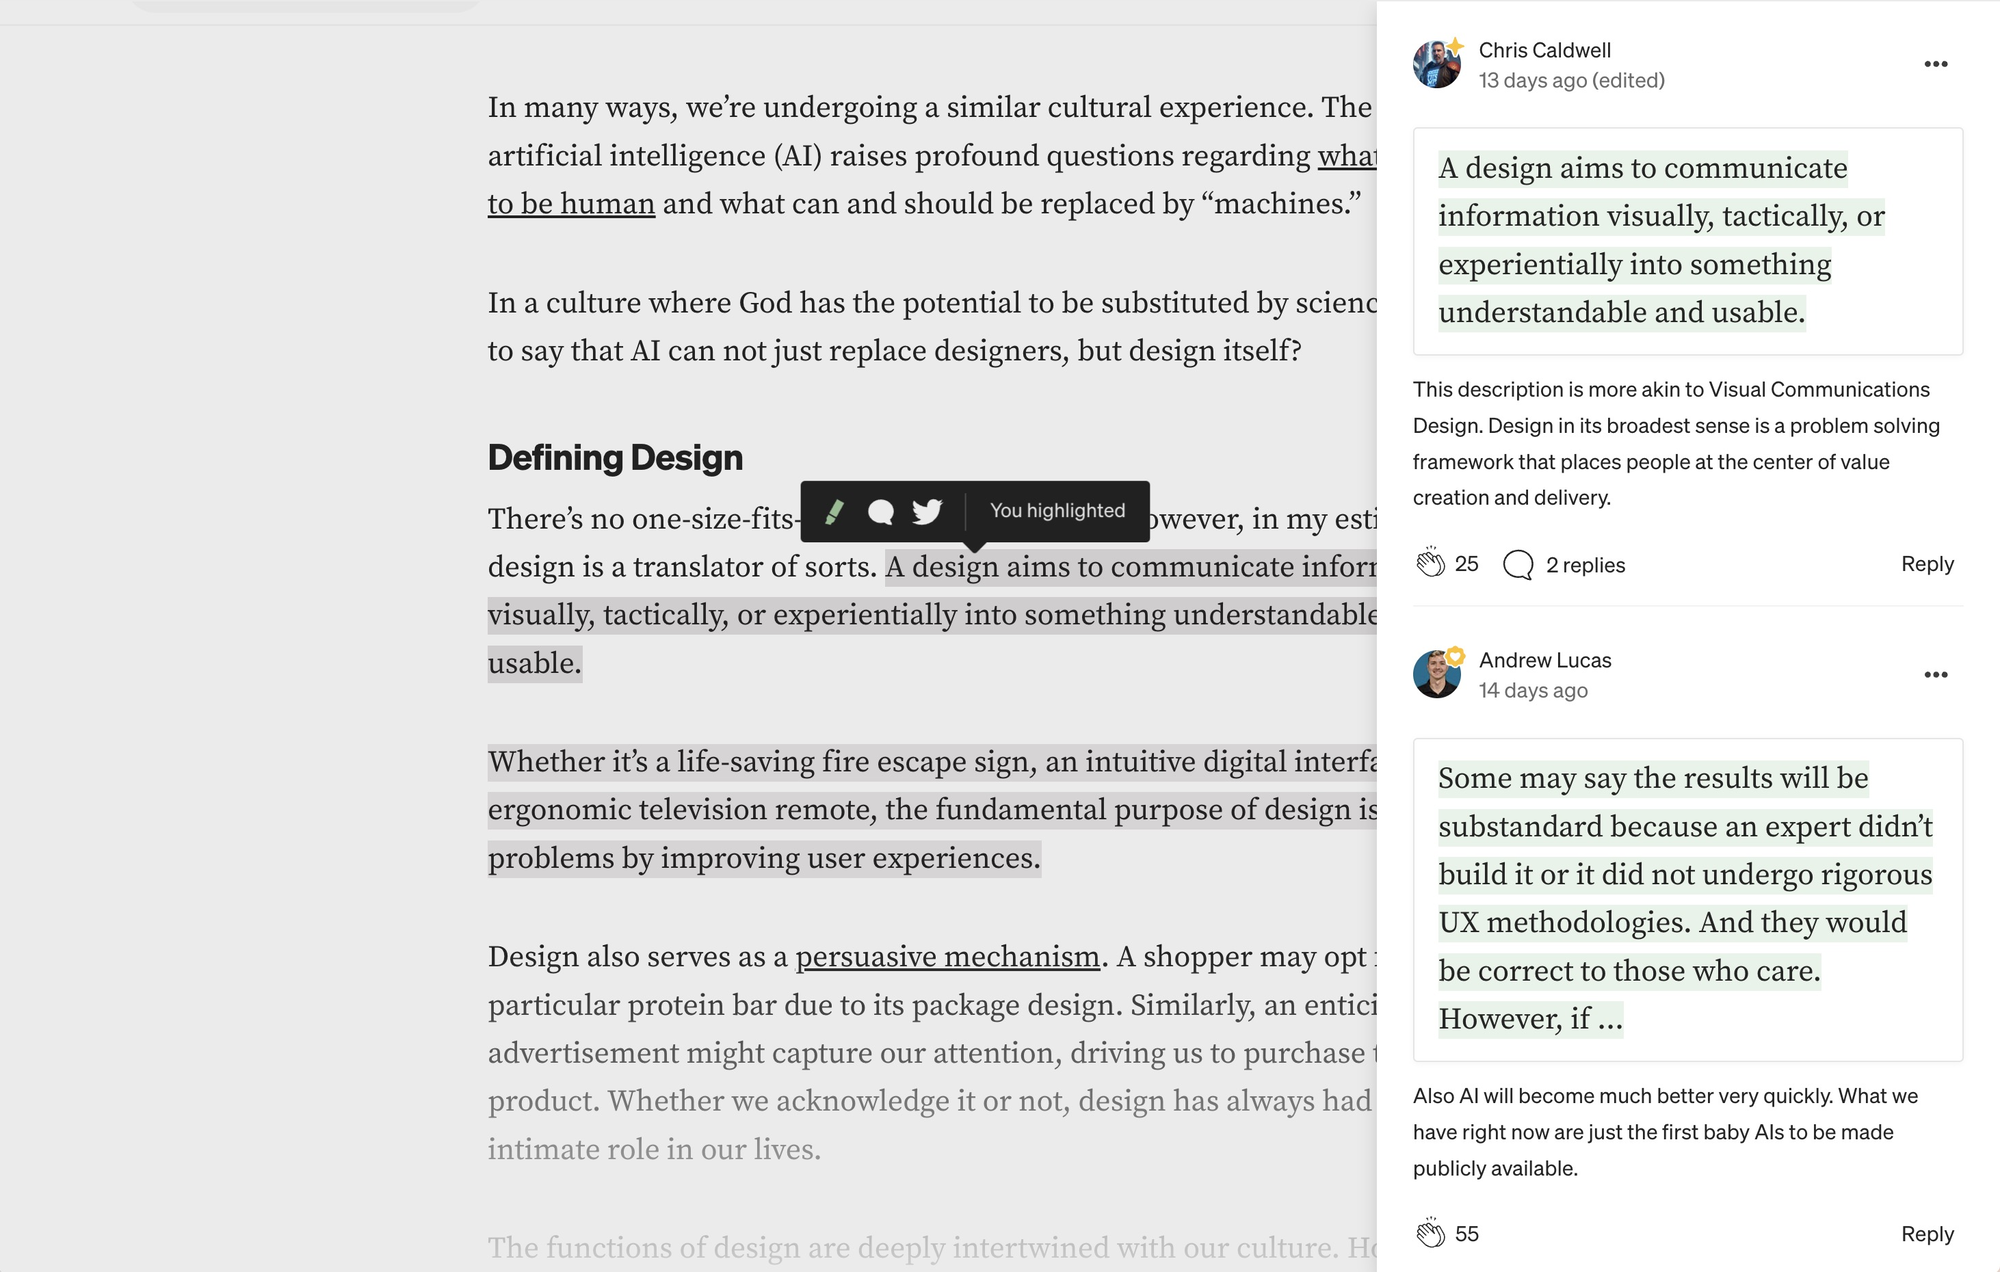 In many ways, we’re undergoing a similar cultural experience. The
artificial intelligence (AI) raises profound questions regarding what
to be human and what can and should be replaced by “machines.”
In a culture where God has the potential to be substituted by scienc
to say that AI can not just replace designers, but design itself?
Defining Design
You highlighted
There’s no one-size-fits- owever, in my esti
design is a translator of sorts. A design aims to communicate infor
visually, tactically, or experientially into something understandable
usable.
Whether it’s a life-saving fire escape sign, an intuitive digital interfa
ergonomic television remote, the fundamental purpose of design is
problems by improving user experiences.
Design also serves as a persuasive mechanism. A shopper may opt
particular protein bar due to its package design. Similarly, an entici
advertisement might capture our attention, driving us to purchase
product. Whether we acknowledge it or not, design has always had
intimate role in our lives.
The functions of design are deeply intertwined with our culture. Ho
Chris Caldwell
13 days ago (edited)
A design aims to communicate
information visually, tactically, or
experientially into something
understandable and usable.
This description is more akin to Visual Communications
Design. Design in its broadest sense is a problem solving
framework that places people at the center of value
creation and delivery.
25 2 replies Reply
Andrew Lucas
14 days ago
Some may say the results will be
substandard because an expert didn’t
build it or it did not undergo rigorous
UX methodologies. And they would
be correct to those who care.
However, if ...
Also AI will become much better very quickly. What we
have right now are just the first baby AIs to be made
publicly available.
55 Reply